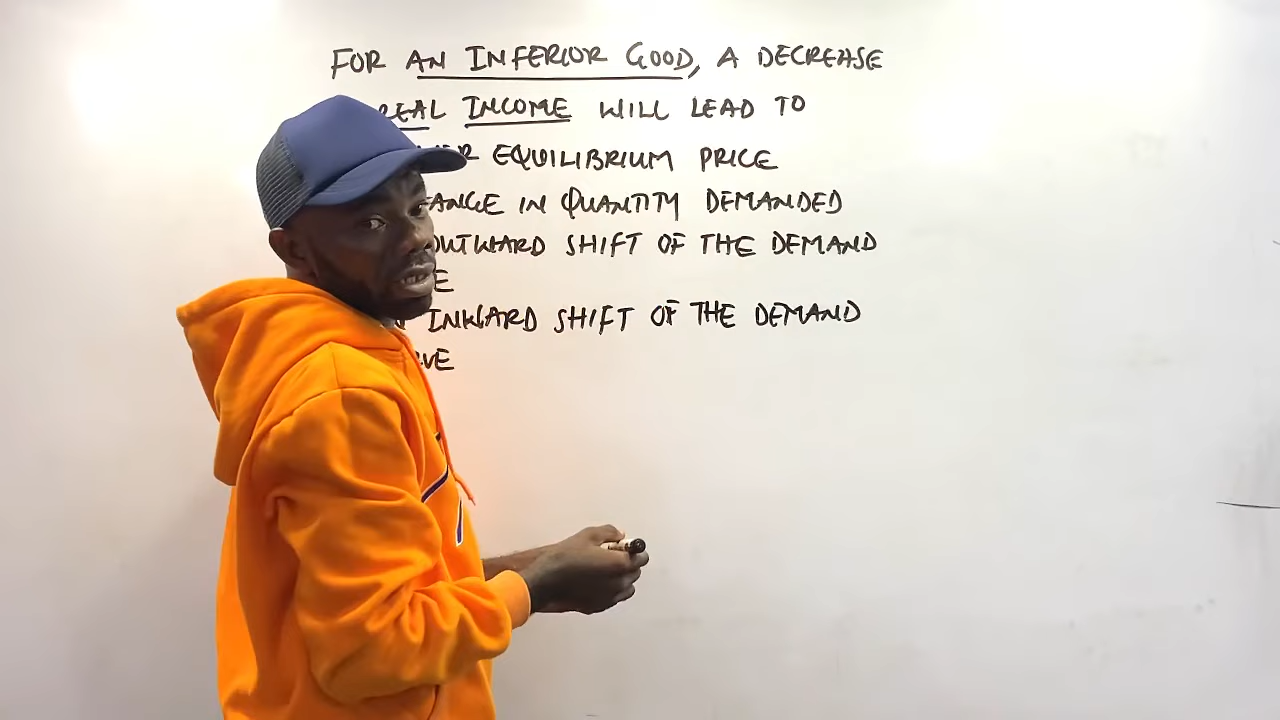 FOR AN INFERIOR GOOD, A DECREASE
REAL INCOME WILL LEAD TO
EQUILIBRIUM PRICE
IN QUANTITY DEMANDED
OUTWARD SHIFT OF THE DEMAND
INWARD SHIFT OF THE DEMAND